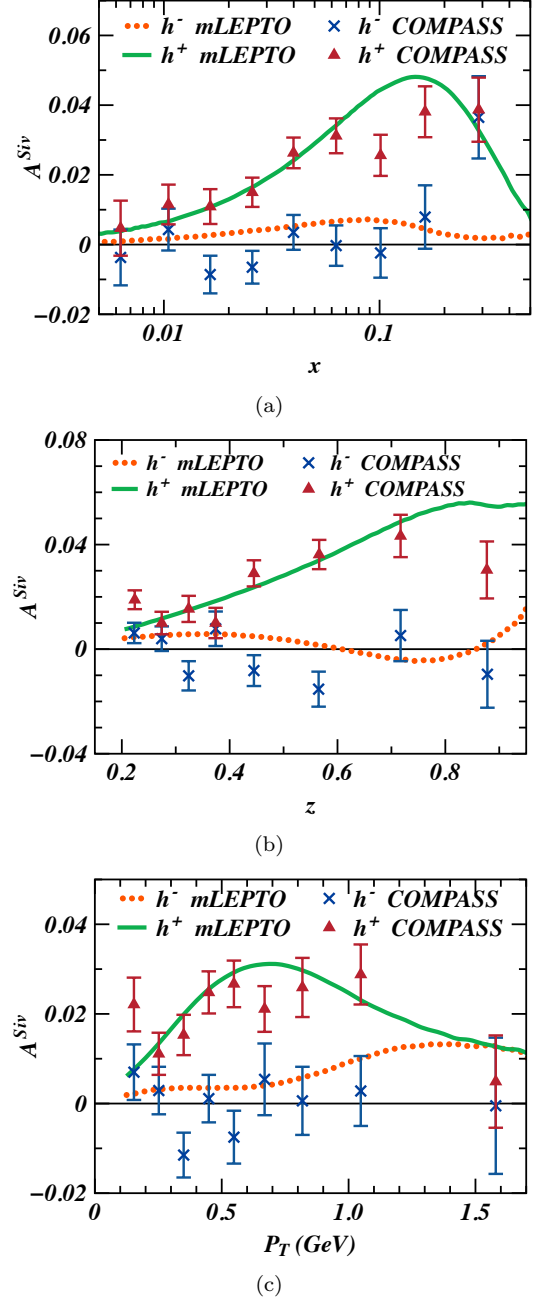 0.06
h⁻ mLEPTO
h⁻ COMPASS
h⁺ mLEPTO
h⁺ COMPASS
0.04
A^Siv
0.02
0
−0.02
0.01
0.1
x
(a)
0.08
h⁻ mLEPTO
h⁻ COMPASS
h⁺ mLEPTO
h⁺ COMPASS
0.04
A^Siv
0
−0.04
0.2
0.4
0.6
0.8
z
(b)
0.06
h⁻ mLEPTO
h⁻ COMPASS
h⁺ mLEPTO
h⁺ COMPASS
0.04
A^Siv
0.02
0
−0.02
0
0.5
1.0
1.5
P_T (GeV)
(c)